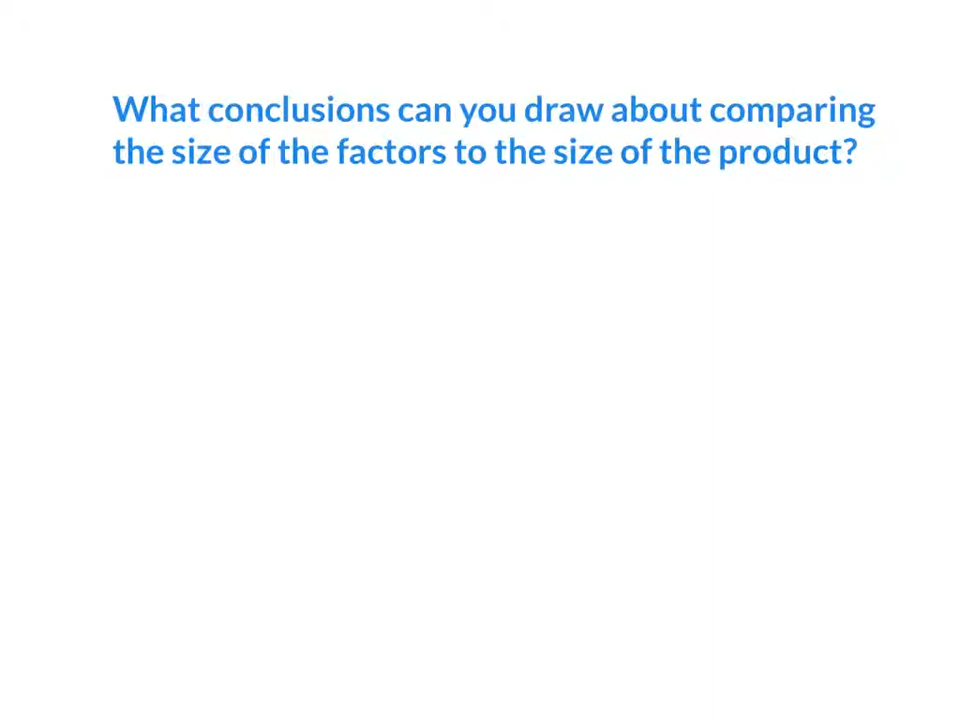 What conclusions can you draw about comparing
the size of the factors to the size of the product?